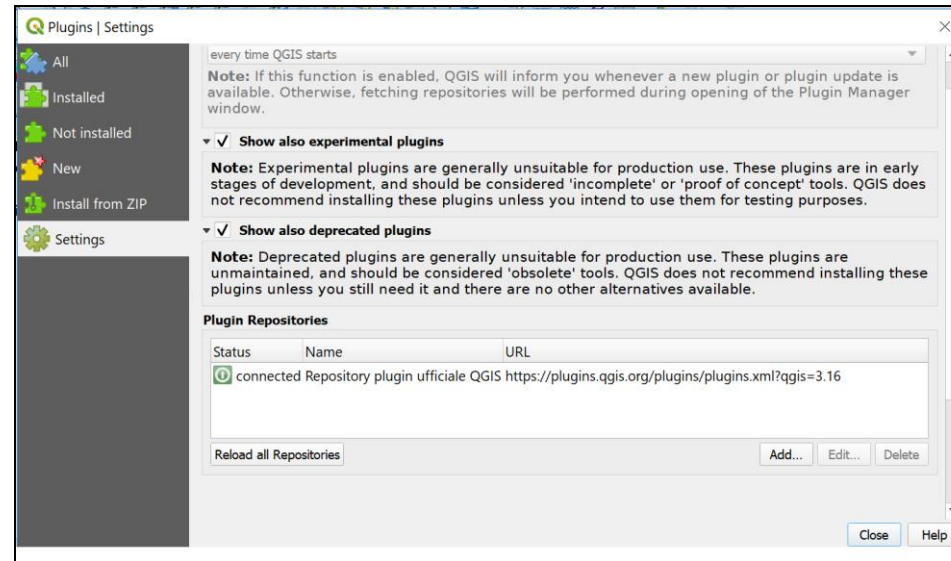 Plugins | Settings
All
Installed
Not installed
New
Install from ZIP
Settings
every time QGIS starts
Note: If this function is enabled, QGIS will inform you whenever a new plugin or plugin update is
available. Otherwise, fetching repositories will be performed during opening of the Plugin Manager
window.
Show also experimental plugins
Note: Experimental plugins are generally unsuitable for production use. These plugins are in early
stages of development, and should be considered 'incomplete' or 'proof of concept' tools. QGIS does
not recommend installing these plugins unless you intend to use them for testing purposes.
Show also deprecated plugins
Note: Deprecated plugins are generally unsuitable for production use. These plugins are
unmaintained, and should be considered 'obsolete' tools. QGIS does not recommend installing these
plugins unless you still need it and there are no other alternatives available.
Plugin Repositories
Status Name URL
connected Repository plugin ufficiale QGIS https://plugins.qgis.org/plugins/plugins.xml?qgis=3.16
Reload all Repositories Add... Edit... Delete
Close Help